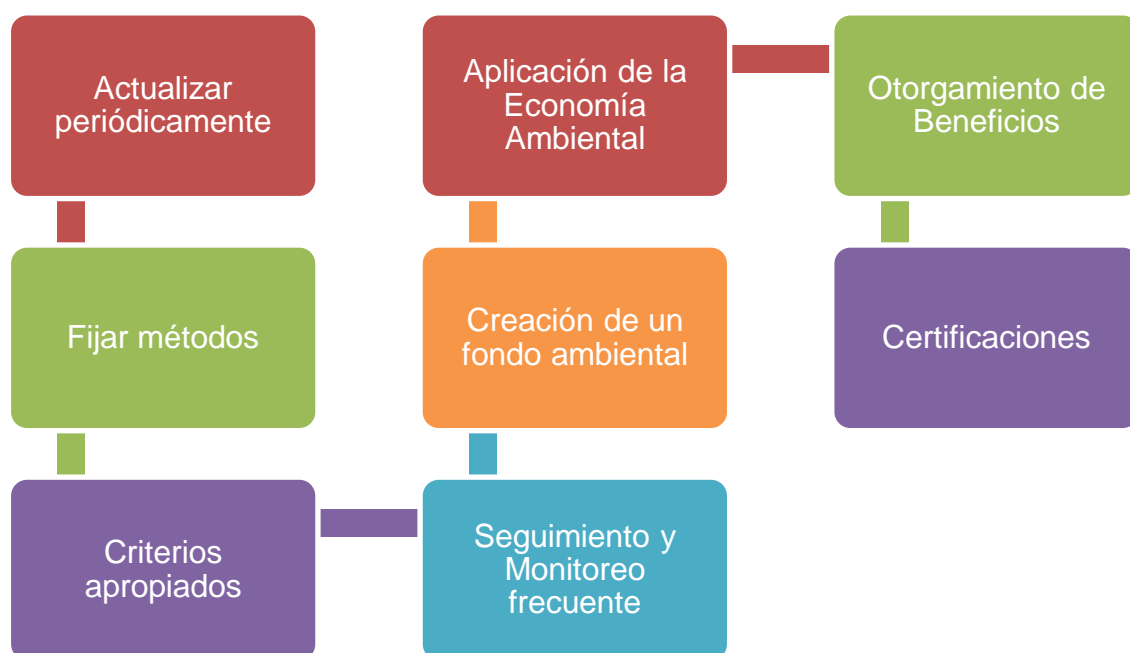 Actualizar
periódicamente
Fijar métodos
Criterios
apropiados
Seguimiento y
Monitoreo
frecuente
Creación de un
fondo ambiental
Aplicación de la
Economía
Ambiental
Otorgamiento de
Beneficios
Certificaciones